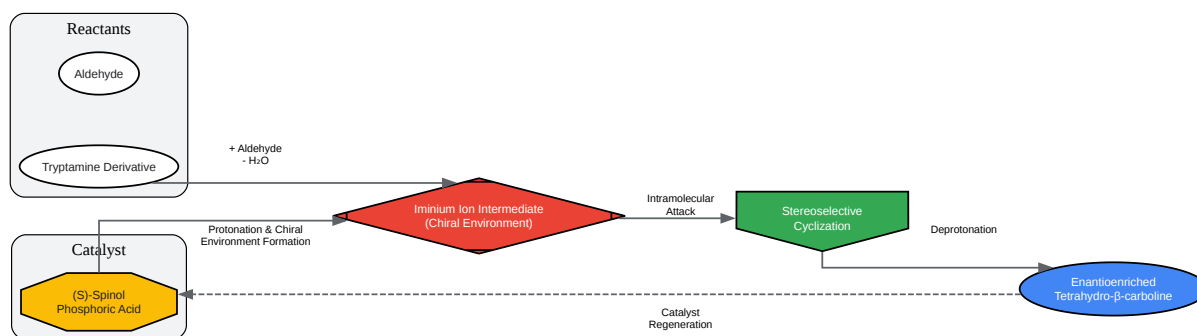 Reactants
Aldehyde
Tryptamine Derivative
+ Aldehyde
- H₂O
Catalyst
(S)-Spinol
Phosphoric Acid
Protonation & Chiral
Environment Formation
Iminium Ion Intermediate
(Chiral Environment)
Intramolecular
Attack
Stereoselective
Cyclization
Deprotonation
Enantioenriched
Tetrahydro-β-carboline
Catalyst
Regeneration